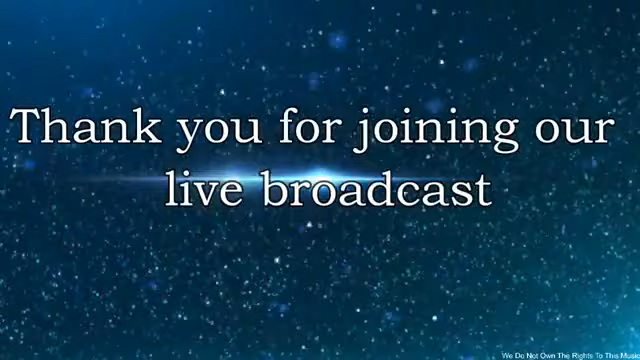 Thank you for joining our
live broadcast
We Do Not Own The Rights To This Music